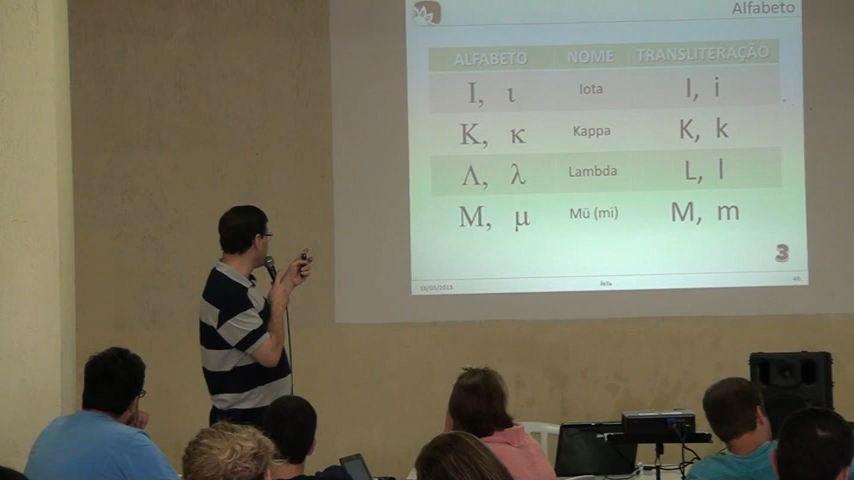 Alfabeto
ALFABETO NOME TRANSLITERAÇÃO
Ι, ι Iota I, i
Κ, κ Kappa K, k
Λ, λ Lambda L, l
Μ, μ Mü (mi) M, m
3